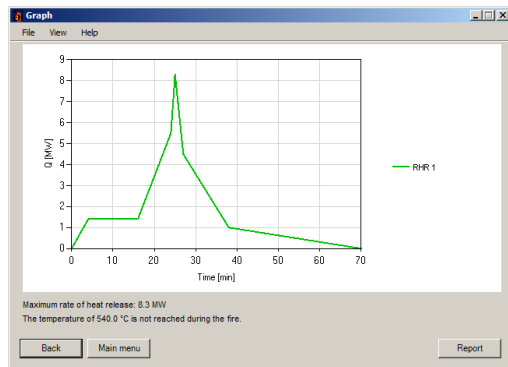 Graph
File View Help
9
8
7
6
5
4
3
2
1
0
Q [MW]
0 10 20 30 40 50 60 70
Time [min]
RHR 1
Maximum rate of heat release: 8.3 MW
The temperature of 540.0 °C is not reached during the fire.
Back Main menu Report